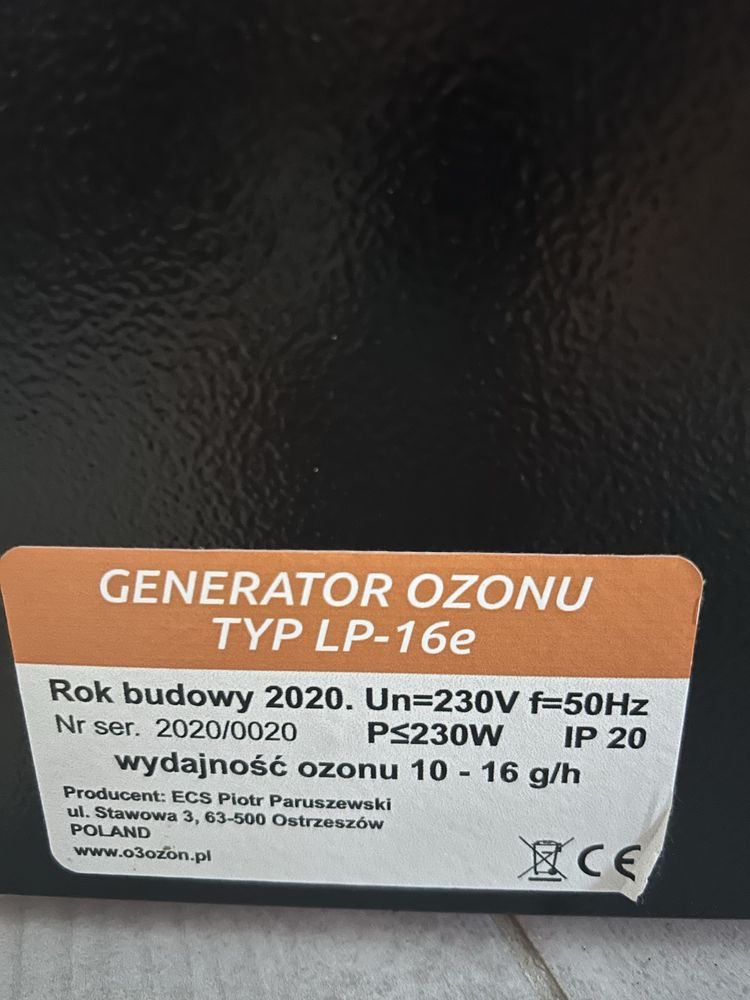 GENERATOR OZONU
TYP LP-16e
Rok budowy 2020. Un=230V f=50Hz
Nr ser. 2020/0020 P≤230W IP 20
wydajność ozonu 10 - 16 g/h
Producent: ECS Piotr Paruszewski
ul. Stawowa 3, 63-500 Ostrzeszów
POLAND
www.o3ozon.pl
CE